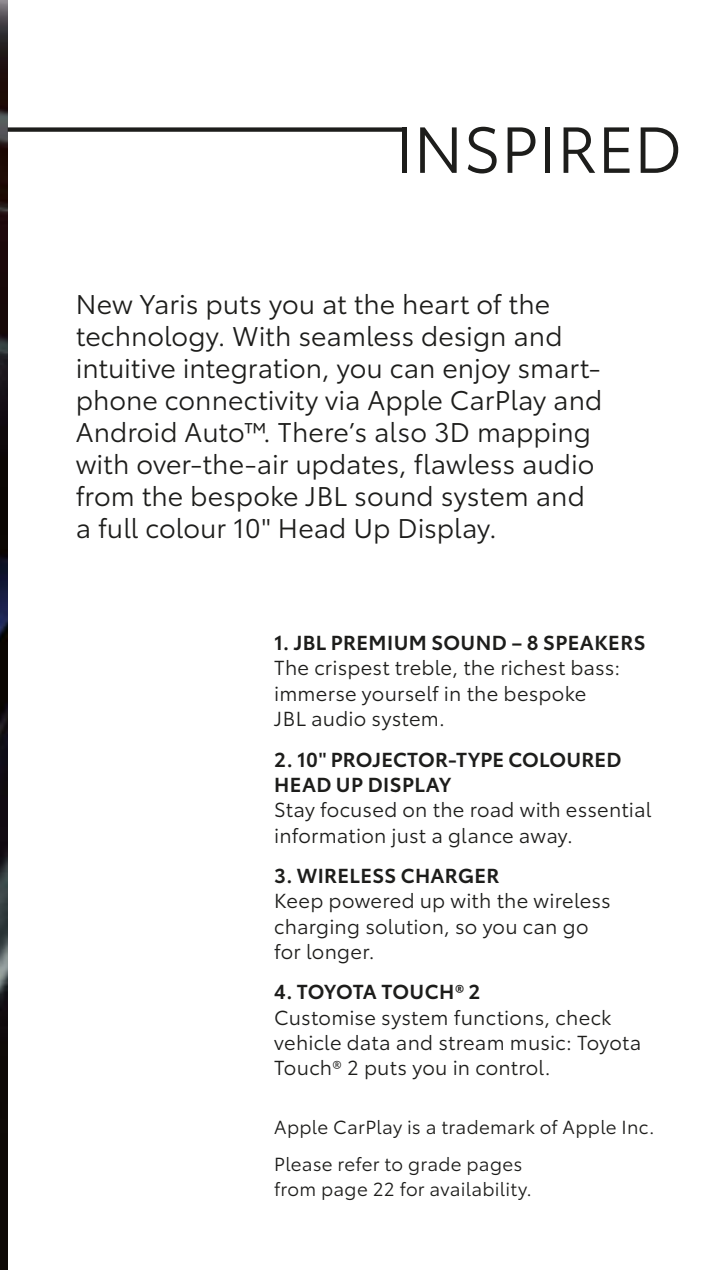 INSPIRED
New Yaris puts you at the heart of the
technology. With seamless design and
intuitive integration, you can enjoy smart-
phone connectivity via Apple CarPlay and
Android Auto™. There’s also 3D mapping
with over-the-air updates, flawless audio
from the bespoke JBL sound system and
a full colour 10" Head Up Display.
1. JBL PREMIUM SOUND – 8 SPEAKERS
The crispest treble, the richest bass:
immerse yourself in the bespoke
JBL audio system.
2. 10" PROJECTOR-TYPE COLOURED
HEAD UP DISPLAY
Stay focused on the road with essential
information just a glance away.
3. WIRELESS CHARGER
Keep powered up with the wireless
charging solution, so you can go
for longer.
4. TOYOTA TOUCH® 2
Customise system functions, check
vehicle data and stream music: Toyota
Touch® 2 puts you in control.
Apple CarPlay is a trademark of Apple Inc.
Please refer to grade pages
from page 22 for availability.